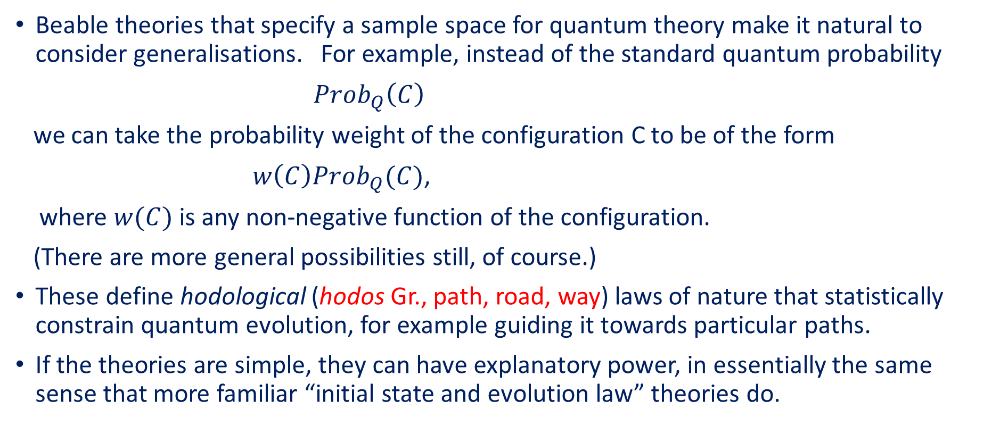 • Beable theories that specify a sample space for quantum theory make it natural to
consider generalisations.   For example, instead of the standard quantum probability
Prob_Q(C)
we can take the probability weight of the configuration C to be of the form
w(C)Prob_Q(C),
where w(C) is any non-negative function of the configuration.
(There are more general possibilities still, of course.)
• These define hodological (hodos Gr., path, road, way) laws of nature that statistically
constrain quantum evolution, for example guiding it towards particular paths.
• If the theories are simple, they can have explanatory power, in essentially the same
sense that more familiar “initial state and evolution law” theories do.